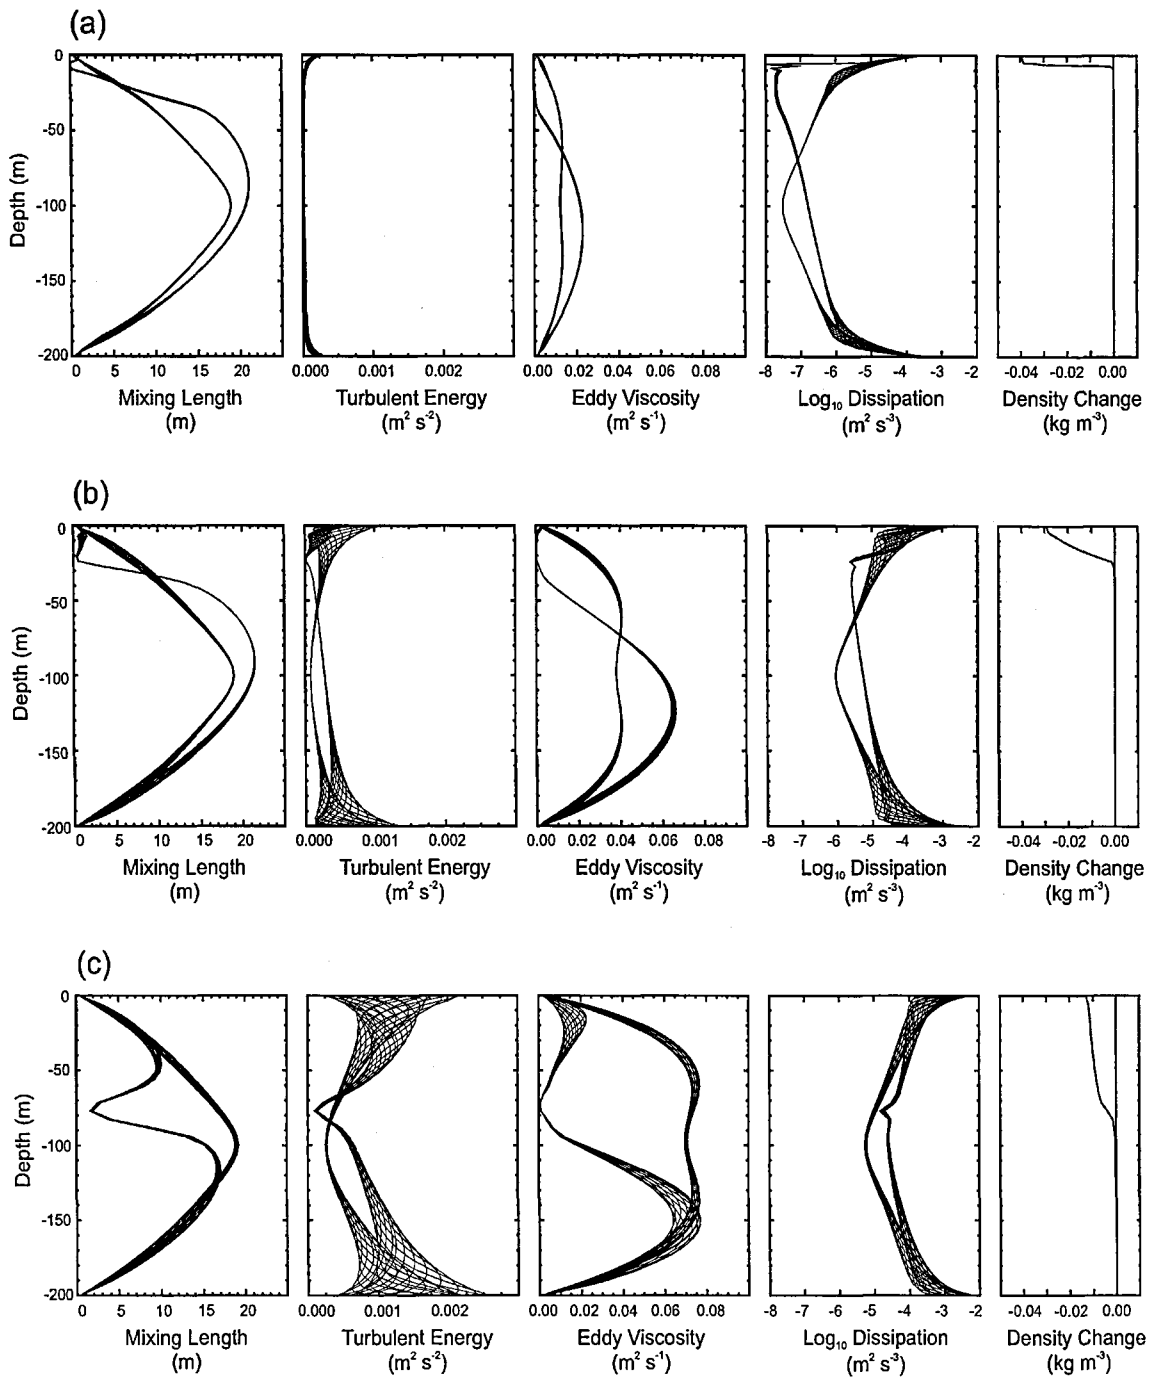 (a)
0
-50
-100
-150
-200
Depth (m)
0 5 10 15 20
Mixing Length
(m)
0.000 0.001 0.002
Turbulent Energy
(m² s⁻²)
0.00 0.02 0.04 0.06 0.08
Eddy Viscosity
(m² s⁻¹)
-8 -7 -6 -5 -4 -3 -2
Log₁₀ Dissipation
(m² s⁻³)
-0.04 -0.02 0.00
Density Change
(kg m⁻³)
(b)
0
-50
-100
-150
-200
Depth (m)
5 10 15 20
Mixing Length
(m)
0.000 0.001 0.002
Turbulent Energy
(m² s⁻²)
0.00 0.02 0.04 0.06 0.08
Eddy Viscosity
(m² s⁻¹)
-8 -7 -6 -5 -4 -3 -2
Log₁₀ Dissipation
(m² s⁻³)
-0.04 -0.02 0.00
Density Change
(kg m⁻³)
(c)
0
-50
-100
-150
-200
Depth (m)
5 10 15 20
Mixing Length
(m)
0.000 0.001 0.002
Turbulent Energy
(m² s⁻²)
0.00 0.02 0.04 0.06 0.08
Eddy Viscosity
(m² s⁻¹)
-8 -7 -6 -5 -4 -3 -2
Log₁₀ Dissipation
(m² s⁻³)
-0.04 -0.02 0.00
Density Change
(kg m⁻³)